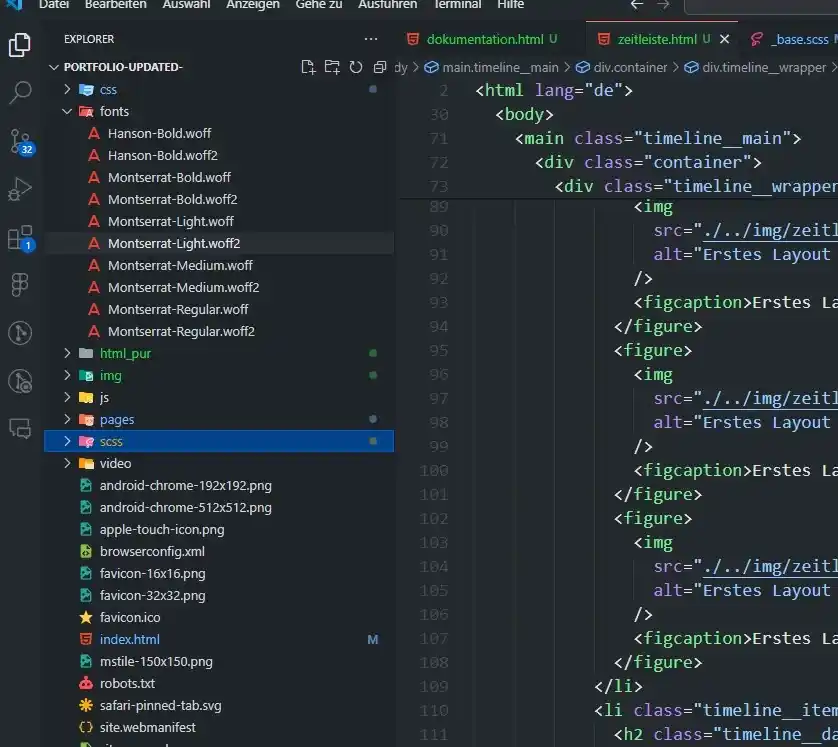 Datei Bearbeiten Auswahl Anzeigen Gehe zu Ausführen Terminal Hilfe
EXPLORER
PORTFOLIO-UPDATED-
css
fonts
Hanson-Bold.woff
Hanson-Bold.woff2
Montserrat-Bold.woff
Montserrat-Bold.woff2
Montserrat-Light.woff
Montserrat-Light.woff2
Montserrat-Medium.woff
Montserrat-Medium.woff2
Montserrat-Regular.woff
Montserrat-Regular.woff2
html_pur
img
js
pages
scss
video
android-chrome-192x192.png
android-chrome-512x512.png
apple-touch-icon.png
browserconfig.xml
favicon-16x16.png
favicon-32x32.png
favicon.ico
index.html M
mstile-150x150.png
robots.txt
safari-pinned-tab.svg
site.webmanifest
32
1
dokumentation.html U zeitleiste.html U _base.scss M
dy > main.timeline__main > div.container > div.timeline__wrapper >
2 <html lang="de">
30 <body>
71 <main class="timeline__main">
72 <div class="container">
73 <div class="timeline__wrapper
89 <img
90 src="./../img/zeitl
91 alt="Erstes Layout
92 />
93 <figcaption>Erstes La
94 </figure>
95 <figure>
96 <img
97 src="./../img/zeitl
98 alt="Erstes Layout
99 />
100 <figcaption>Erstes La
101 </figure>
102 <figure>
103 <img
104 src="./../img/zeitl
105 alt="Erstes Layout
106 />
107 <figcaption>Erstes La
108 </figure>
109 </li>
110 <li class="timeline__item
111 <h2 class="timeline__da